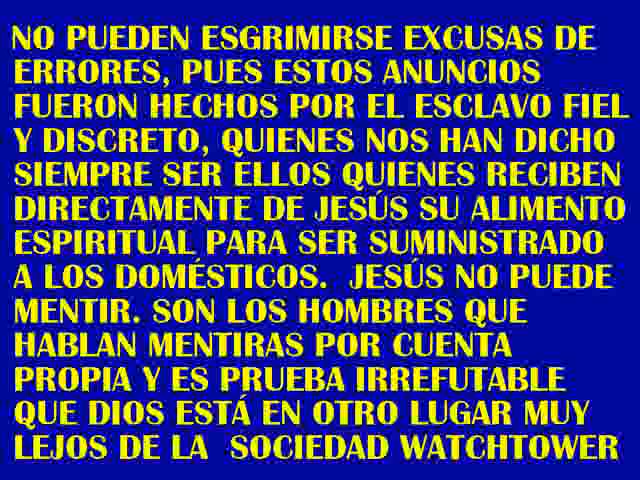 NO PUEDEN ESGRIMIRSE EXCUSAS DE
ERRORES, PUES ESTOS ANUNCIOS
FUERON HECHOS POR EL ESCLAVO FIEL
Y DISCRETO, QUIENES NOS HAN DICHO
SIEMPRE SER ELLOS QUIENES RECIBEN
DIRECTAMENTE DE JESÚS SU ALIMENTO
ESPIRITUAL PARA SER SUMINISTRADO
A LOS DOMÉSTICOS.  JESÚS NO PUEDE
MENTIR. SON LOS HOMBRES QUE
HABLAN MENTIRAS POR CUENTA
PROPIA Y ES PRUEBA IRREFUTABLE
QUE DIOS ESTÁ EN OTRO LUGAR MUY
LEJOS DE LA  SOCIEDAD WATCHTOWER